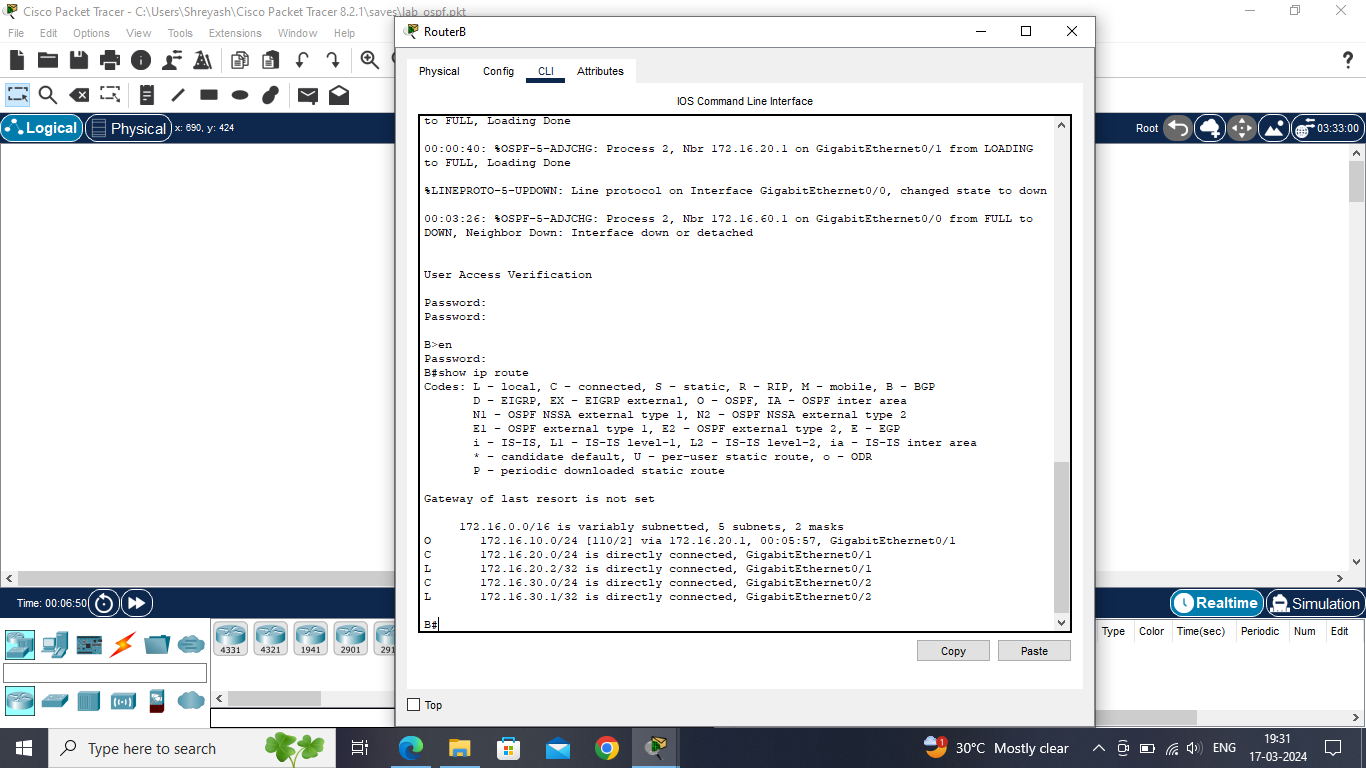 Cisco Packet Tracer - C:\Users\Shreyash\Cisco Packet Tracer 8.2.1\saves\lab_ospf.pkt
File Edit Options View Tools Extensions Window Help
RouterB
Physical Config CLI Attributes
IOS Command Line Interface
Logical Physical x: 690, y: 424
Root 03:33:00
to FULL, Loading Done
00:00:40: %OSPF-5-ADJCHG: Process 2, Nbr 172.16.20.1 on GigabitEthernet0/1 from LOADING
to FULL, Loading Done
%LINEPROTO-5-UPDOWN: Line protocol on Interface GigabitEthernet0/0, changed state to down
00:03:26: %OSPF-5-ADJCHG: Process 2, Nbr 172.16.60.1 on GigabitEthernet0/0 from FULL to
DOWN, Neighbor Down: Interface down or detached
User Access Verification
Password:
Password:
B>en
Password:
B#show ip route
Codes: L - local, C - connected, S - static, R - RIP, M - mobile, B - BGP
D - EIGRP, EX - EIGRP external, O - OSPF, IA - OSPF inter area
N1 - OSPF NSSA external type 1, N2 - OSPF NSSA external type 2
E1 - OSPF external type 1, E2 - OSPF external type 2, E - EGP
i - IS-IS, L1 - IS-IS level-1, L2 - IS-IS level-2, ia - IS-IS inter area
* - candidate default, U - per-user static route, o - ODR
P - periodic downloaded static route
Gateway of last resort is not set
172.16.0.0/16 is variably subnetted, 5 subnets, 2 masks
O 172.16.10.0/24 [110/2] via 172.16.20.1, 00:05:57, GigabitEthernet0/1
C 172.16.20.0/24 is directly connected, GigabitEthernet0/1
L 172.16.20.2/32 is directly connected, GigabitEthernet0/1
C 172.16.30.0/24 is directly connected, GigabitEthernet0/2
L 172.16.30.1/32 is directly connected, GigabitEthernet0/2
B#
Copy Paste
Top
Time: 00:06:50
Realtime Simulation
4331 4321 1941 2901 291
Type Color Time(sec) Periodic Num Edit
Type here to search
30°C Mostly clear
1
ENG
19:31
17-03-2024